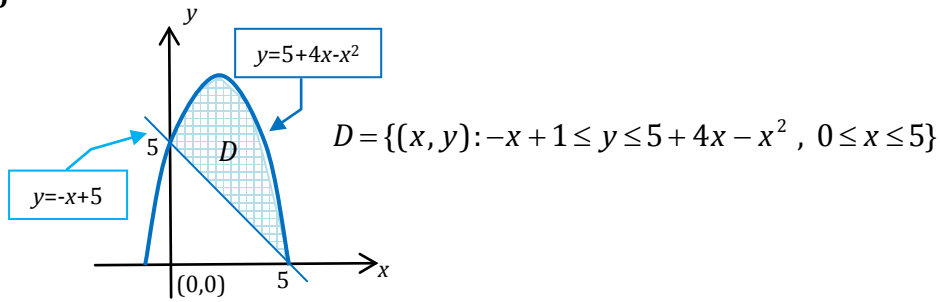 y
y=5+4x-x²
D={(x,y):-x+1≤y≤5+4x-x² , 0≤x≤5}
5
D
y=-x+5
(0,0)
5
x